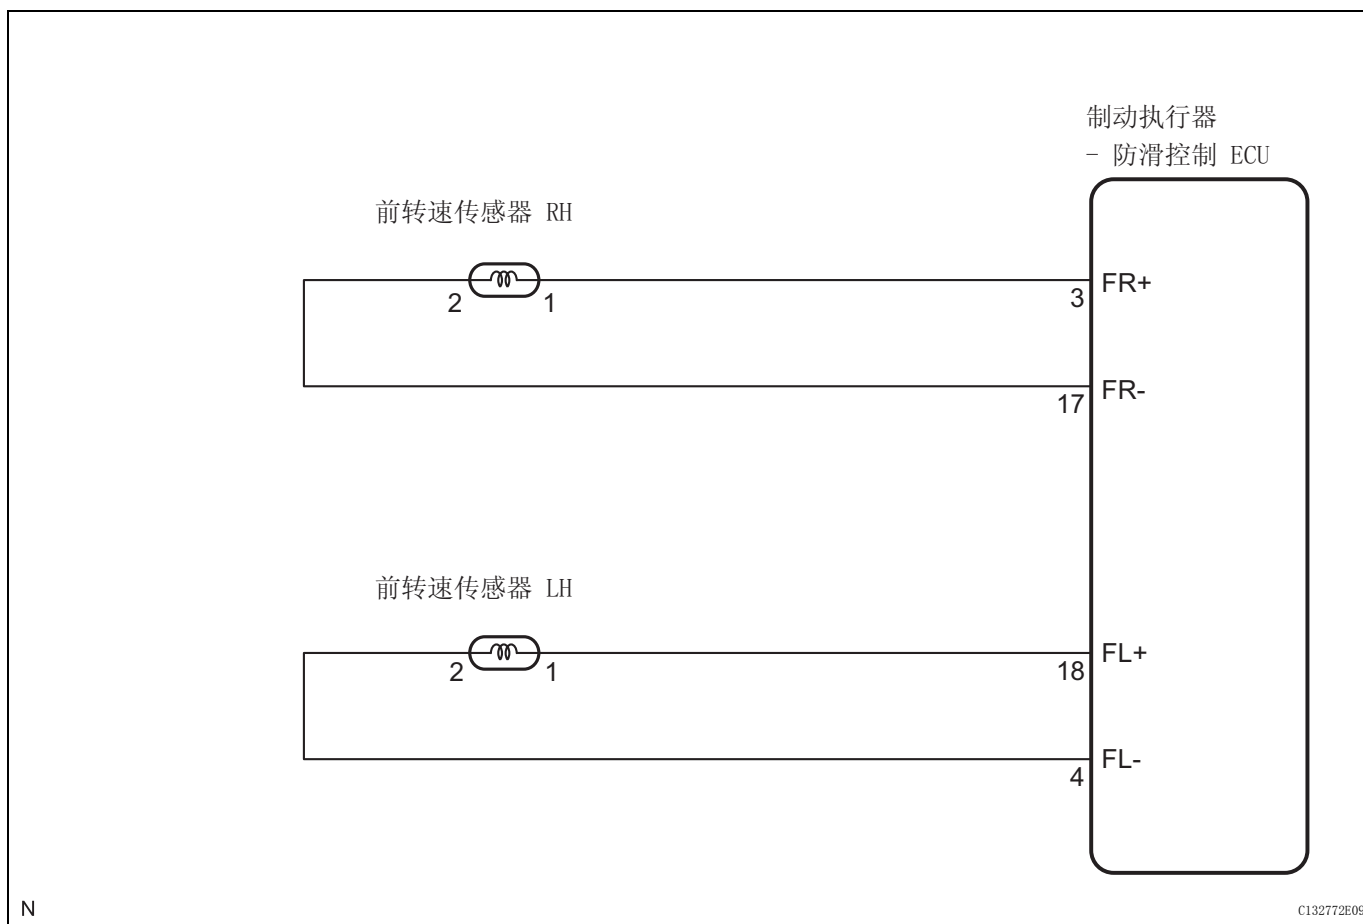 制动执行器
- 防滑控制 ECU
前转速传感器 RH
2
1
3
FR+
17
FR-
前转速传感器 LH
2
1
18
FL+
4
FL-
N
C132772E09